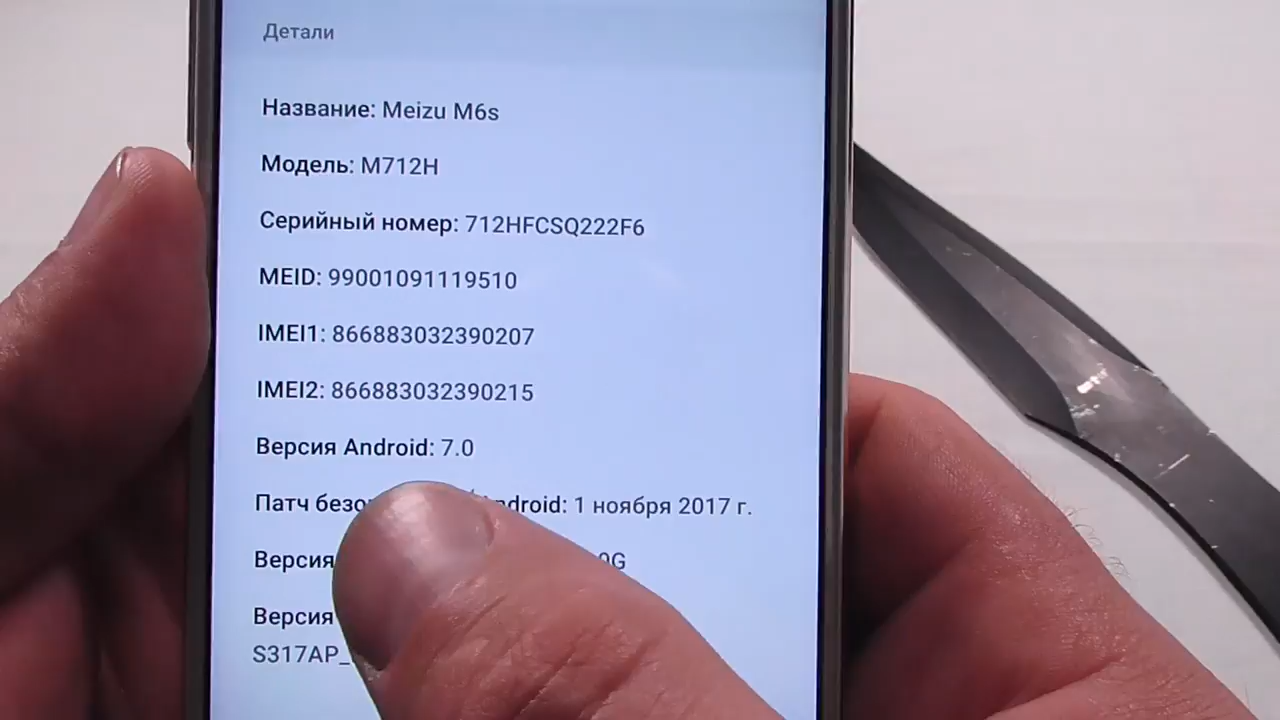 Детали
Название: Meizu M6s
Модель: M712H
Серийный номер: 712HFCSQ222F6
MEID: 99001091119510
IMEI1: 866883032390207
IMEI2: 866883032390215
Версия Android: 7.0
Патч Android: 1 ноября 2017 г.
Версия
Версия
S317AP_